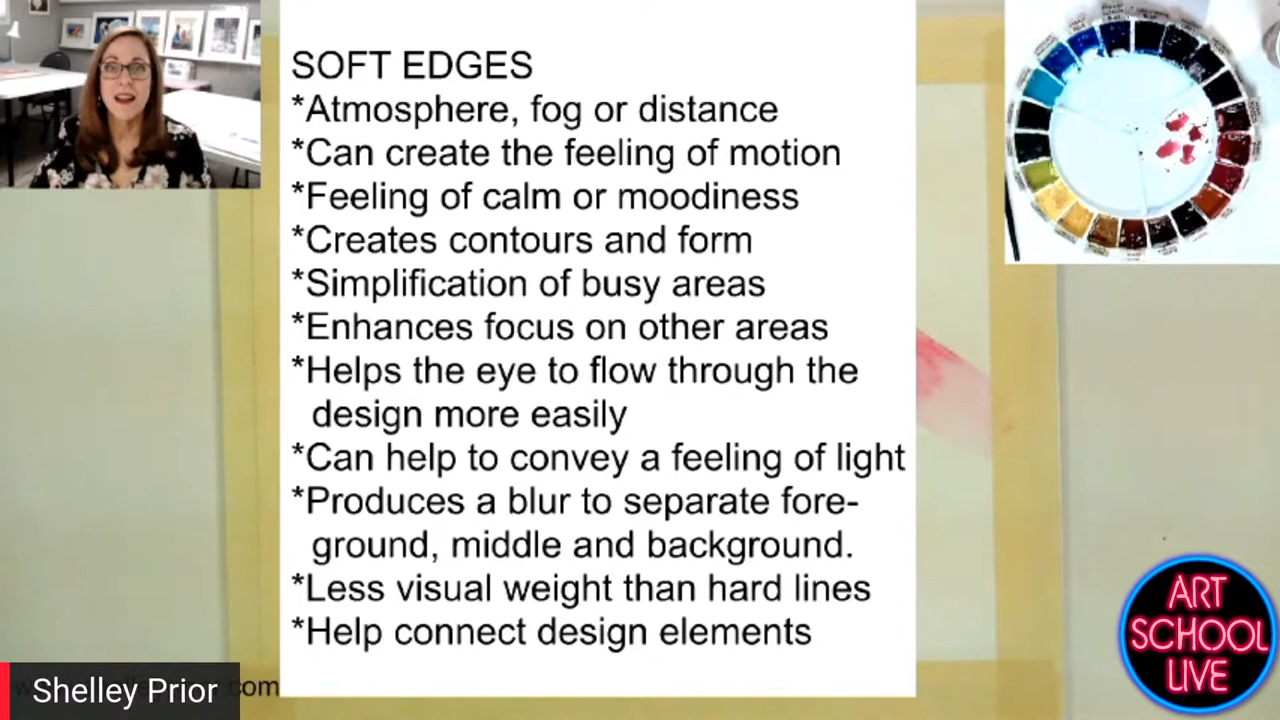 SOFT EDGES
*Atmosphere, fog or distance
*Can create the feeling of motion
*Feeling of calm or moodiness
*Creates contours and form
*Simplification of busy areas
*Enhances focus on other areas
*Helps the eye to flow through the
design more easily
*Can help to convey a feeling of light
*Produces a blur to separate fore-
ground, middle and background.
*Less visual weight than hard lines
*Help connect design elements
Shelley Prior
.com
ART
SCHOOL
LIVE